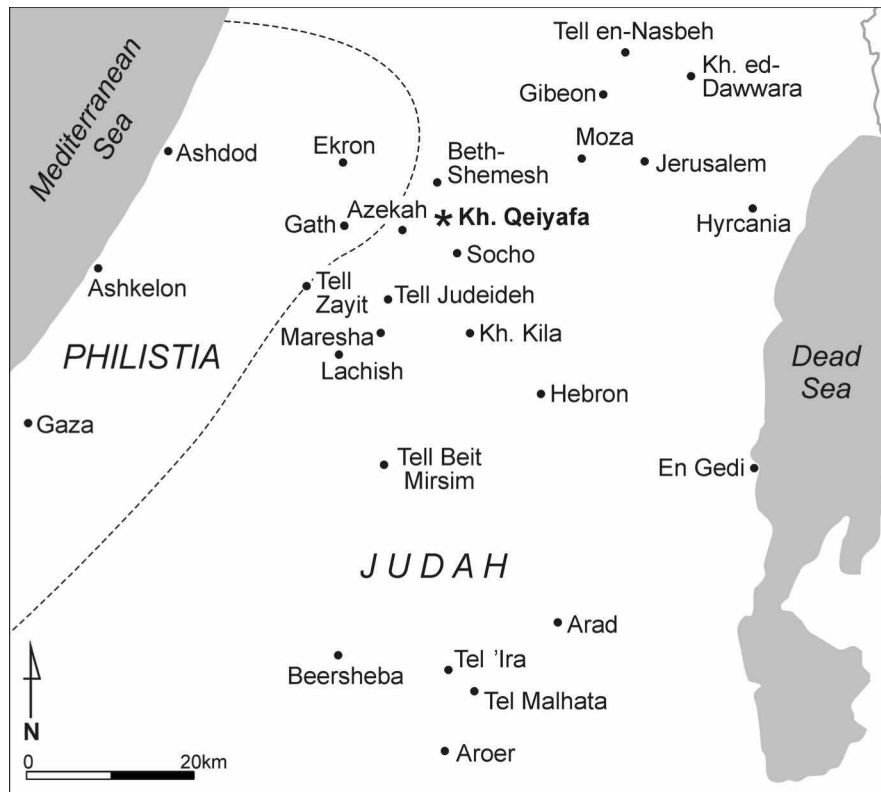 Tell en-Nasbeh
Kh. ed-
Dawwara
Gibeon
Mediterranean
Sea
Ashdod
Ekron
Beth-
Shemesh
Moza
Jerusalem
Gath
Azekah
* Kh. Qeiyafa
Hyrcania
Socho
Ashkelon
Tell
Zayit
Tell Judeideh
PHILISTIA
Maresha
Kh. Kila
Lachish
Dead
Sea
Hebron
Gaza
Tell Beit
Mirsim
En Gedi
JUDAH
Arad
Beersheba
Tel ’Ira
Tel Malhata
N
Aroer
0 20km